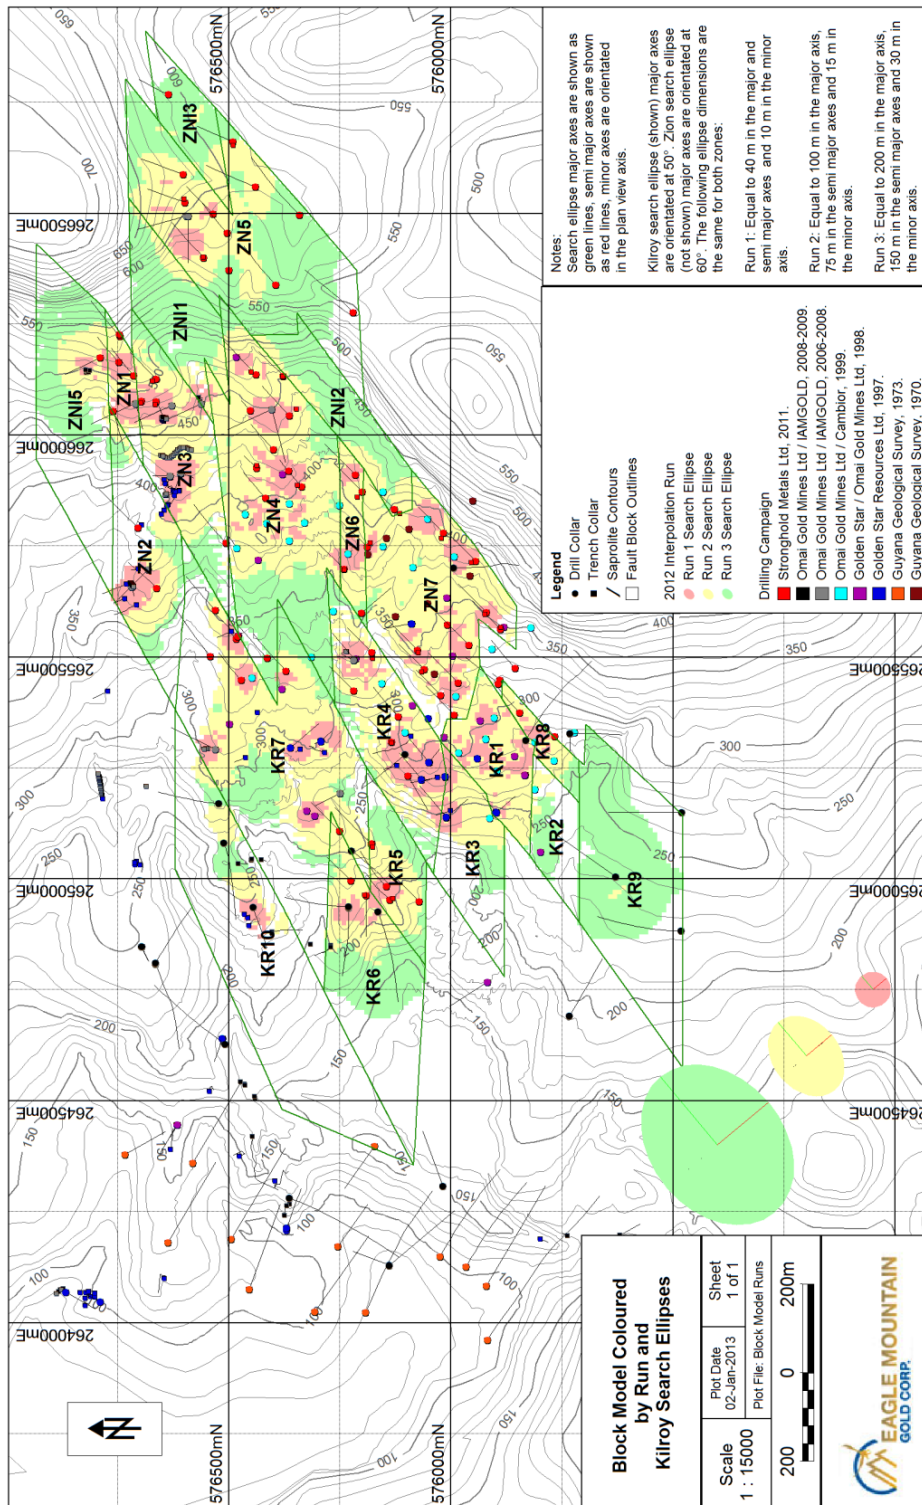 Notes:
Search ellipse major axes are shown as
green lines, semi major axes are shown
as red lines, minor axes are orientated
in the plan view axis.
Kilroy search ellipse (shown) major axes
are orientated at 50°. Zion search ellipse
(not shown) major axes are orientated at
60°. The following ellipse dimensions are
the same for both zones:
Run 1: Equal to 40 m in the major and
semi major axes and 10 m in the minor
axis.
Run 2: Equal to 100 m in the major axis,
75 m in the semi major axes and 15 m in
the minor axis.
Run 3: Equal to 200 m in the major axis,
150 m in the semi major axes and 30 m in
the minor axis.
Legend
Drill Collar
Trench Collar
Saprolite Contours
Fault Block Outlines
2012 Interpolation Run
Run 1 Search Ellipse
Run 2 Search Ellipse
Run 3 Search Ellipse
Drilling Campaign
Stronghold Metals Ltd, 2011.
Omai Gold Mines Ltd / IAMGOLD, 2008-2009.
Omai Gold Mines Ltd / IAMGOLD, 2006-2008.
Omai Gold Mines Ltd / Cambior, 1999.
Golden Star / Omai Gold Mines Ltd, 1998.
Golden Star Resources Ltd, 1997.
Guyana Geological Survey, 1973.
Guyana Geological Survey, 1970.
576500mN
576000mN
266500mE
266000mE
265500mE
265000mE
264500mE
264000mE
576500mN
576000mN
ZNI3
ZN5
ZNI1
ZNI5
ZN1
ZNI2
ZN3
ZN4
ZN2
ZN6
ZN7
KR7
KR4
KR1
KR8
KR2
KR3
KR5
KR9
KR10
KR6
N
Block Model Coloured
by Run and
Kilroy Search Ellipses
Scale
1 : 15000
Plot Date
02-Jan-2013
Sheet
1 of 1
Plot File: Block Model Runs
200 0 200m
EAGLE MOUNTAIN
GOLD CORP.